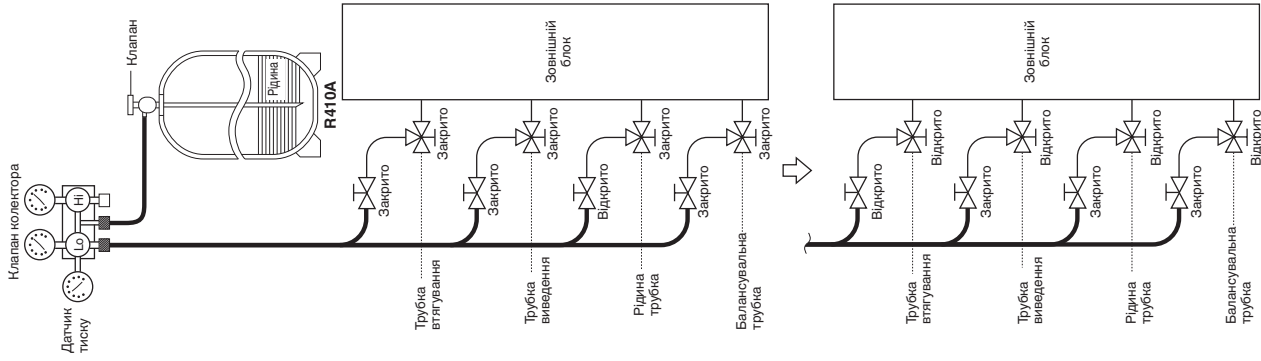 Клапан колектора
Lo
Hi
Датчик
тиску
Клапан
Рідина
R410A
Зовнішній
блок
Закрито
Закрито
Закрито
Закрито
Закрито
Закрито
Відкрито
Закрито
Трубка
втягування
Трубка
виведення
Рідина
трубка
Балансувальна
трубка
Зовнішній
блок
Відкрито
Відкрито
Відкрито
Відкрито
Відкрито
Закрито
Закрито
Закрито
Трубка
втягування
Трубка
виведення
Рідина
трубка
Балансувальна
трубка